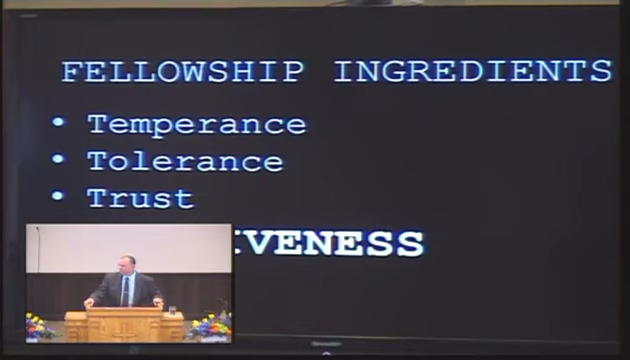 FELLOWSHIP INGREDIENTS
• Temperance
• Tolerance
• Trust
IVENESS